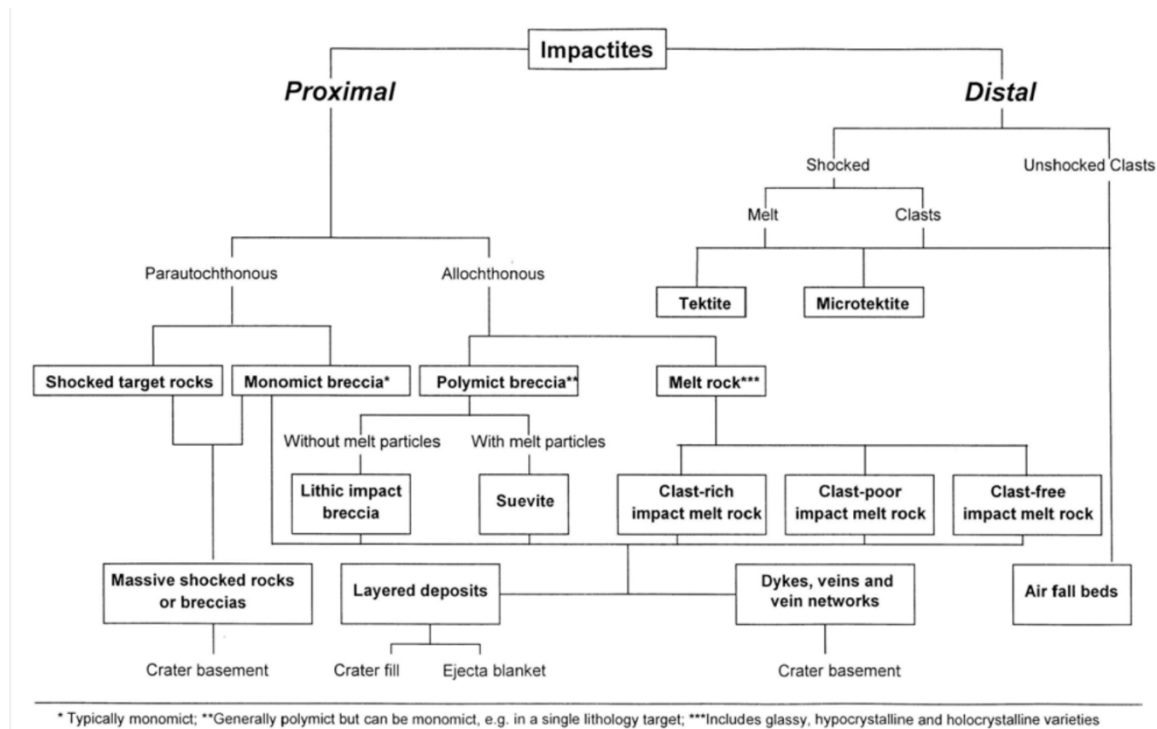 Impactites
Proximal
Distal
Shocked
Unshocked Clasts
Melt
Clasts
Parautochthonous
Allochthonous
Tektite
Microtektite
Shocked target rocks
Monomict breccia*
Polymict breccia**
Melt rock***
Without melt particles
With melt particles
Lithic impact
breccia
Suevite
Clast-rich
impact melt rock
Clast-poor
impact melt rock
Clast-free
impact melt rock
Massive shocked rocks
or breccias
Layered deposits
Dykes, veins and
vein networks
Air fall beds
Crater basement
Crater fill
Ejecta blanket
Crater basement
* Typically monomict; **Generally polymict but can be monomict, e.g. in a single lithology target; ***Includes glassy, hypocrystalline and holocrystalline varieties